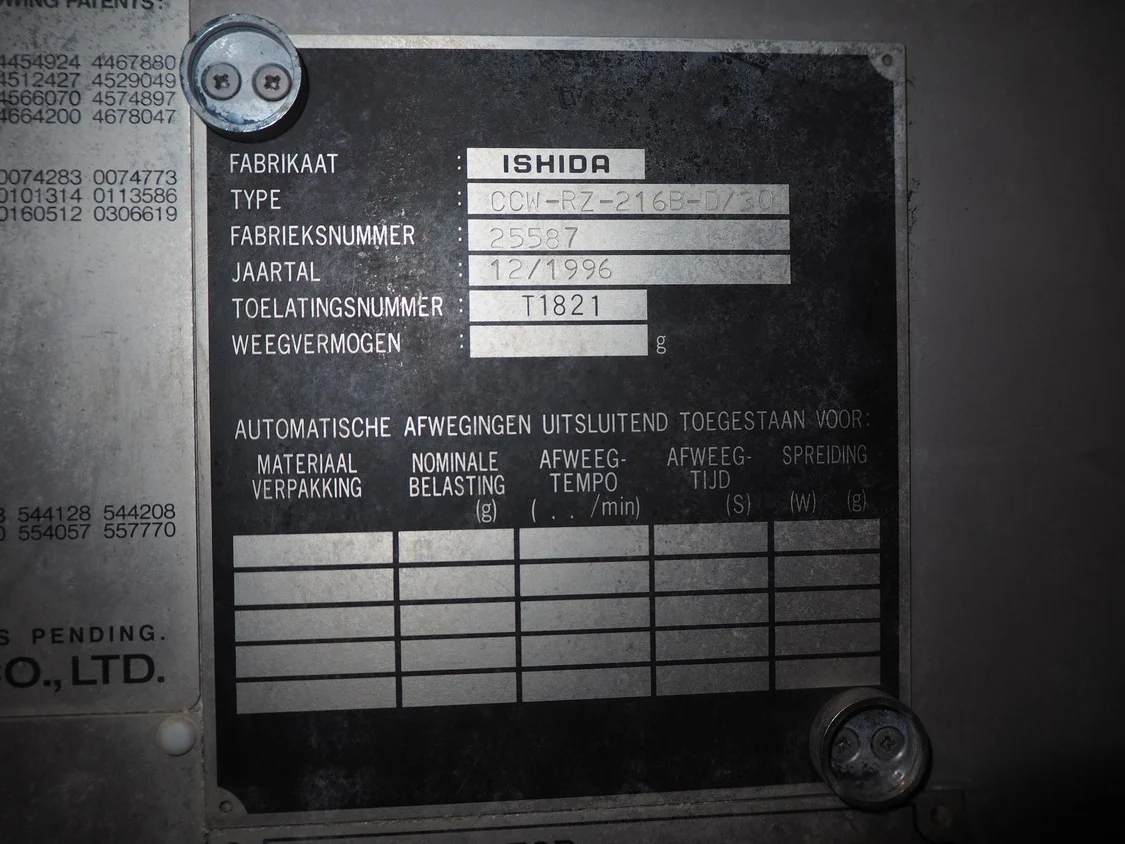 PATENTS:
4454924 4467880
4512427 4529049
4566070 4574897
4664200 4678047
0074283 0074773
0101314 0113586
0160512 0306619
544128 544208
554057 557770
PENDING.
CO., LTD.
FABRIKAAT : ISHIDA
TYPE : CCW-RZ-216B-D/30
FABRIEKSNUMMER : 25587
JAARTAL : 12/1996
TOELATINGSNUMMER : T1821
WEEGVERMOGEN : g
AUTOMATISCHE AFWEGINGEN UITSLUITEND TOEGESTAAN VOOR:
MATERIAAL NOMINALE AFWEEG- AFWEEG- SPREIDING
VERPAKKING BELASTING TEMPO TIJD
(g) ( . . /min) (S) (W) (g)